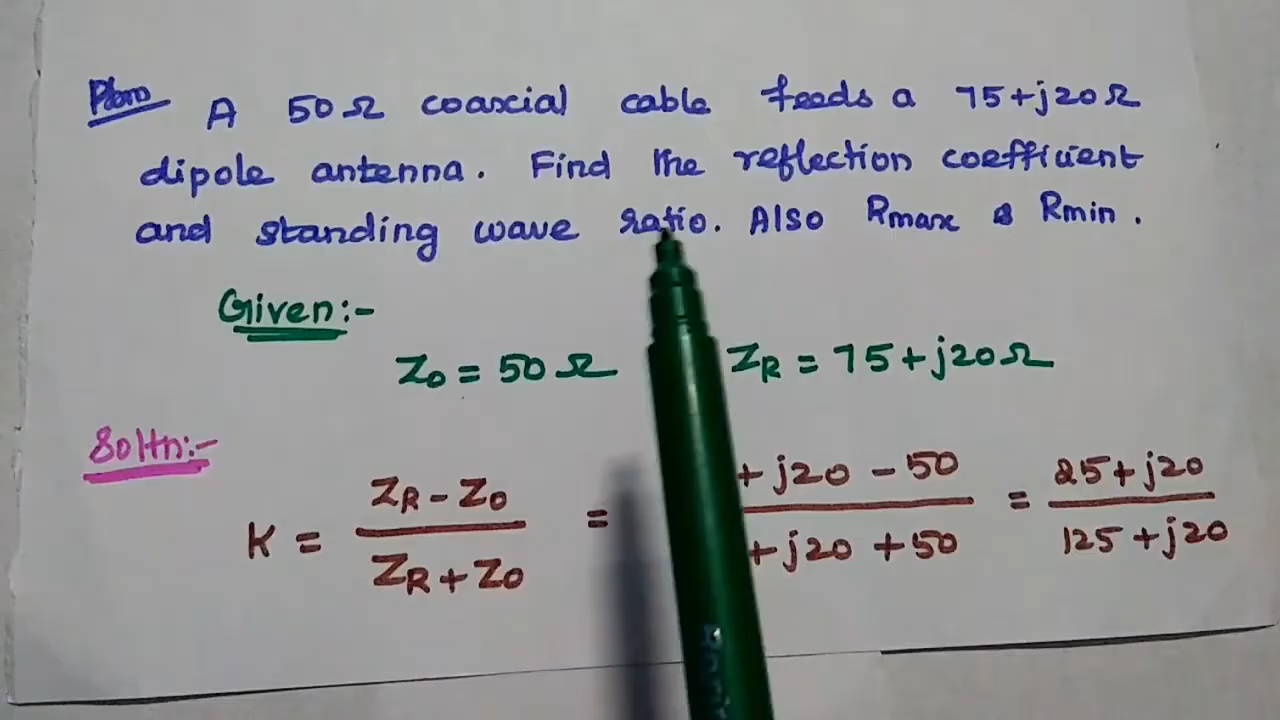 Pbm A 50Ω coaxial cable feeds a 75+j20Ω
dipole antenna. Find the reflection coefficient
and standing wave ratio. Also Rmax & Rmin.
Given:-
Z0 = 50Ω ZR = 75+j20Ω
Soltn:-
K = ZR - Z0 / ZR + Z0 = +j20 - 50 / +j20 + 50 = 25+j20 / 125+j20